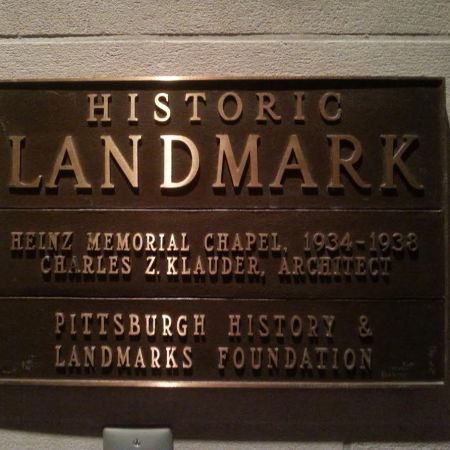 HISTORIC
LANDMARK
HEINZ MEMORIAL CHAPEL, 1934-1938
CHARLES Z. KLAUDER, ARCHITECT
PITTSBURGH HISTORY &
LANDMARKS FOUNDATION